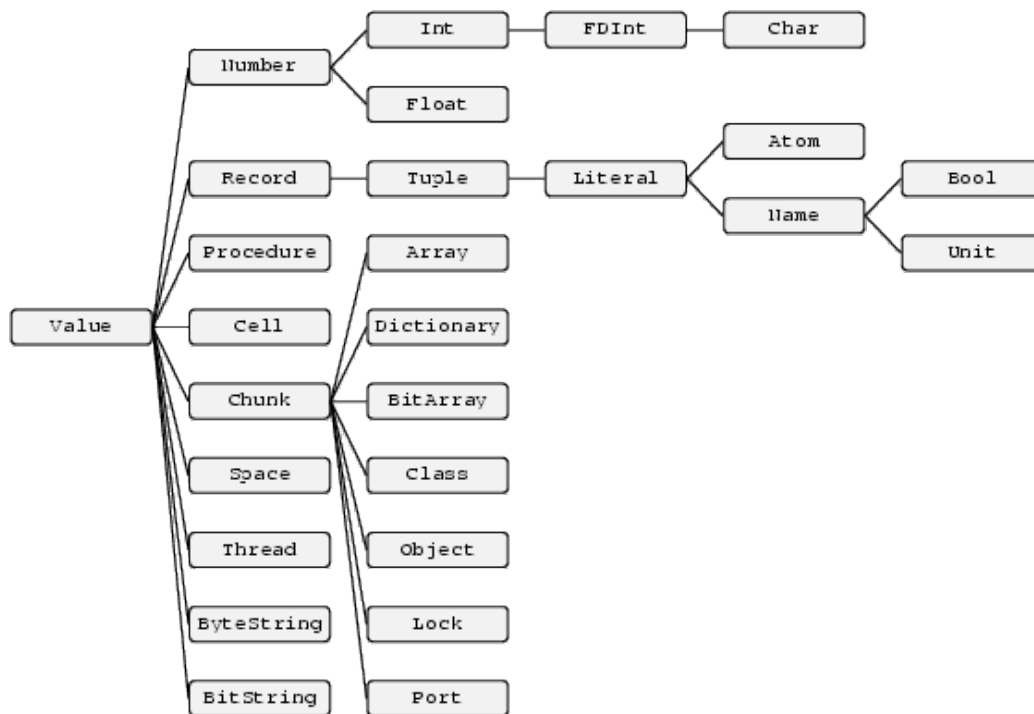 Int FDInt Char
Number
Float
Atom
Record Tuple Literal Bool
Name
Procedure Array Unit
Value Cell Dictionary
Chunk BitArray
Space Class
Thread Object
ByteString Lock
BitString Port